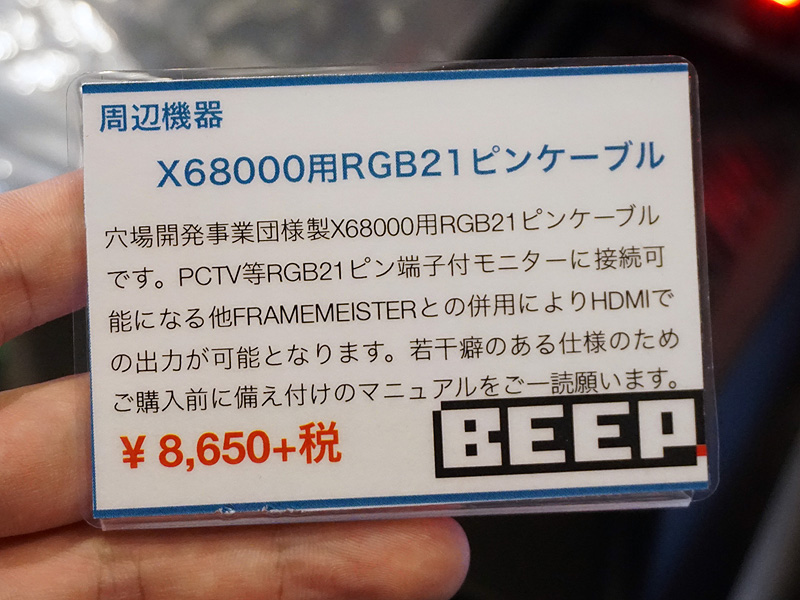 周辺機器
X68000用RGB21ピンケーブル
穴場開発事業団様製X68000用RGB21ピンケーブル
です。PCTV等RGB21ピン端子付モニターに接続可
能になる他FRAMEMEISTERとの併用によりHDMIで
の出力が可能となります。若干癖のある仕様のため
ご購入前に備え付けのマニュアルをご一読願います。
¥ 8,650+税
BEEP